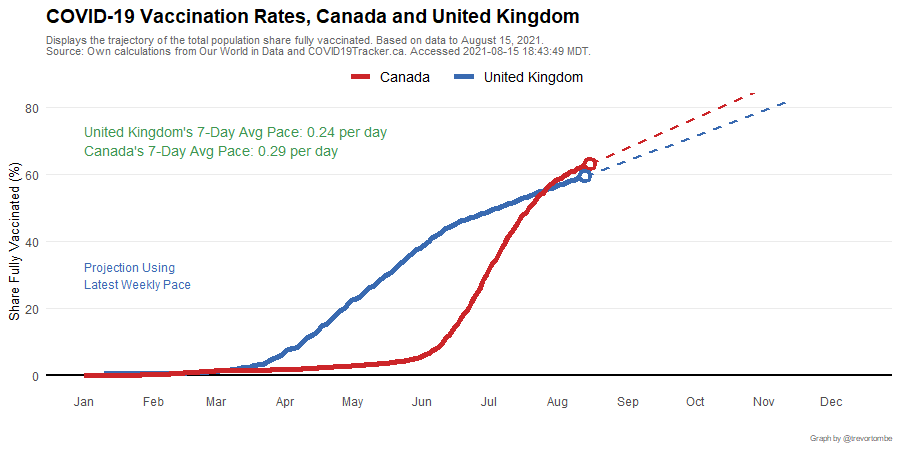 COVID-19 Vaccination Rates, Canada and United Kingdom
Displays the trajectory of the total population share fully vaccinated. Based on data to August 15, 2021.
Source: Own calculations from Our World in Data and COVID19Tracker.ca. Accessed 2021-08-15 18:43:49 MDT.
Canada United Kingdom
United Kingdom's 7-Day Avg Pace: 0.24 per day
Canada's 7-Day Avg Pace: 0.29 per day
Projection Using
Latest Weekly Pace
Share Fully Vaccinated (%)
80
60
40
20
0
Jan Feb Mar Apr May Jun Jul Aug Sep Oct Nov Dec
Graph by @trevortombe